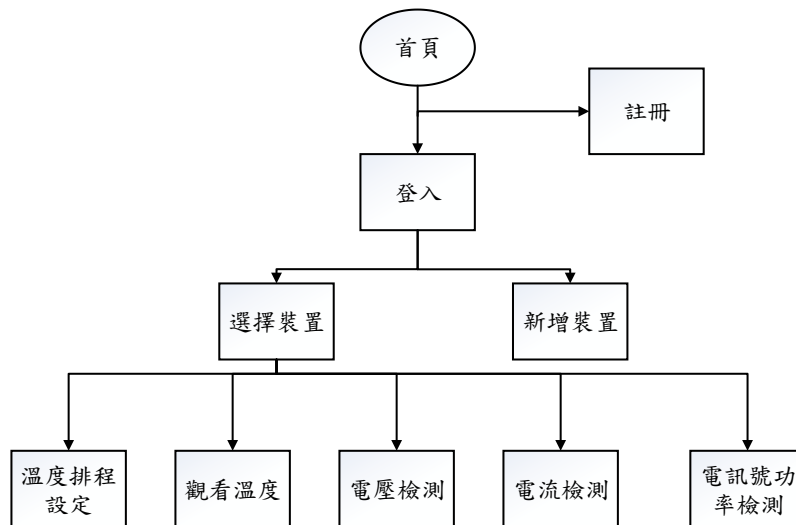 首頁
註冊
登入
選擇裝置
新增裝置
溫度排程
設定
觀看溫度
電壓檢測
電流檢測
電訊號功
率檢測